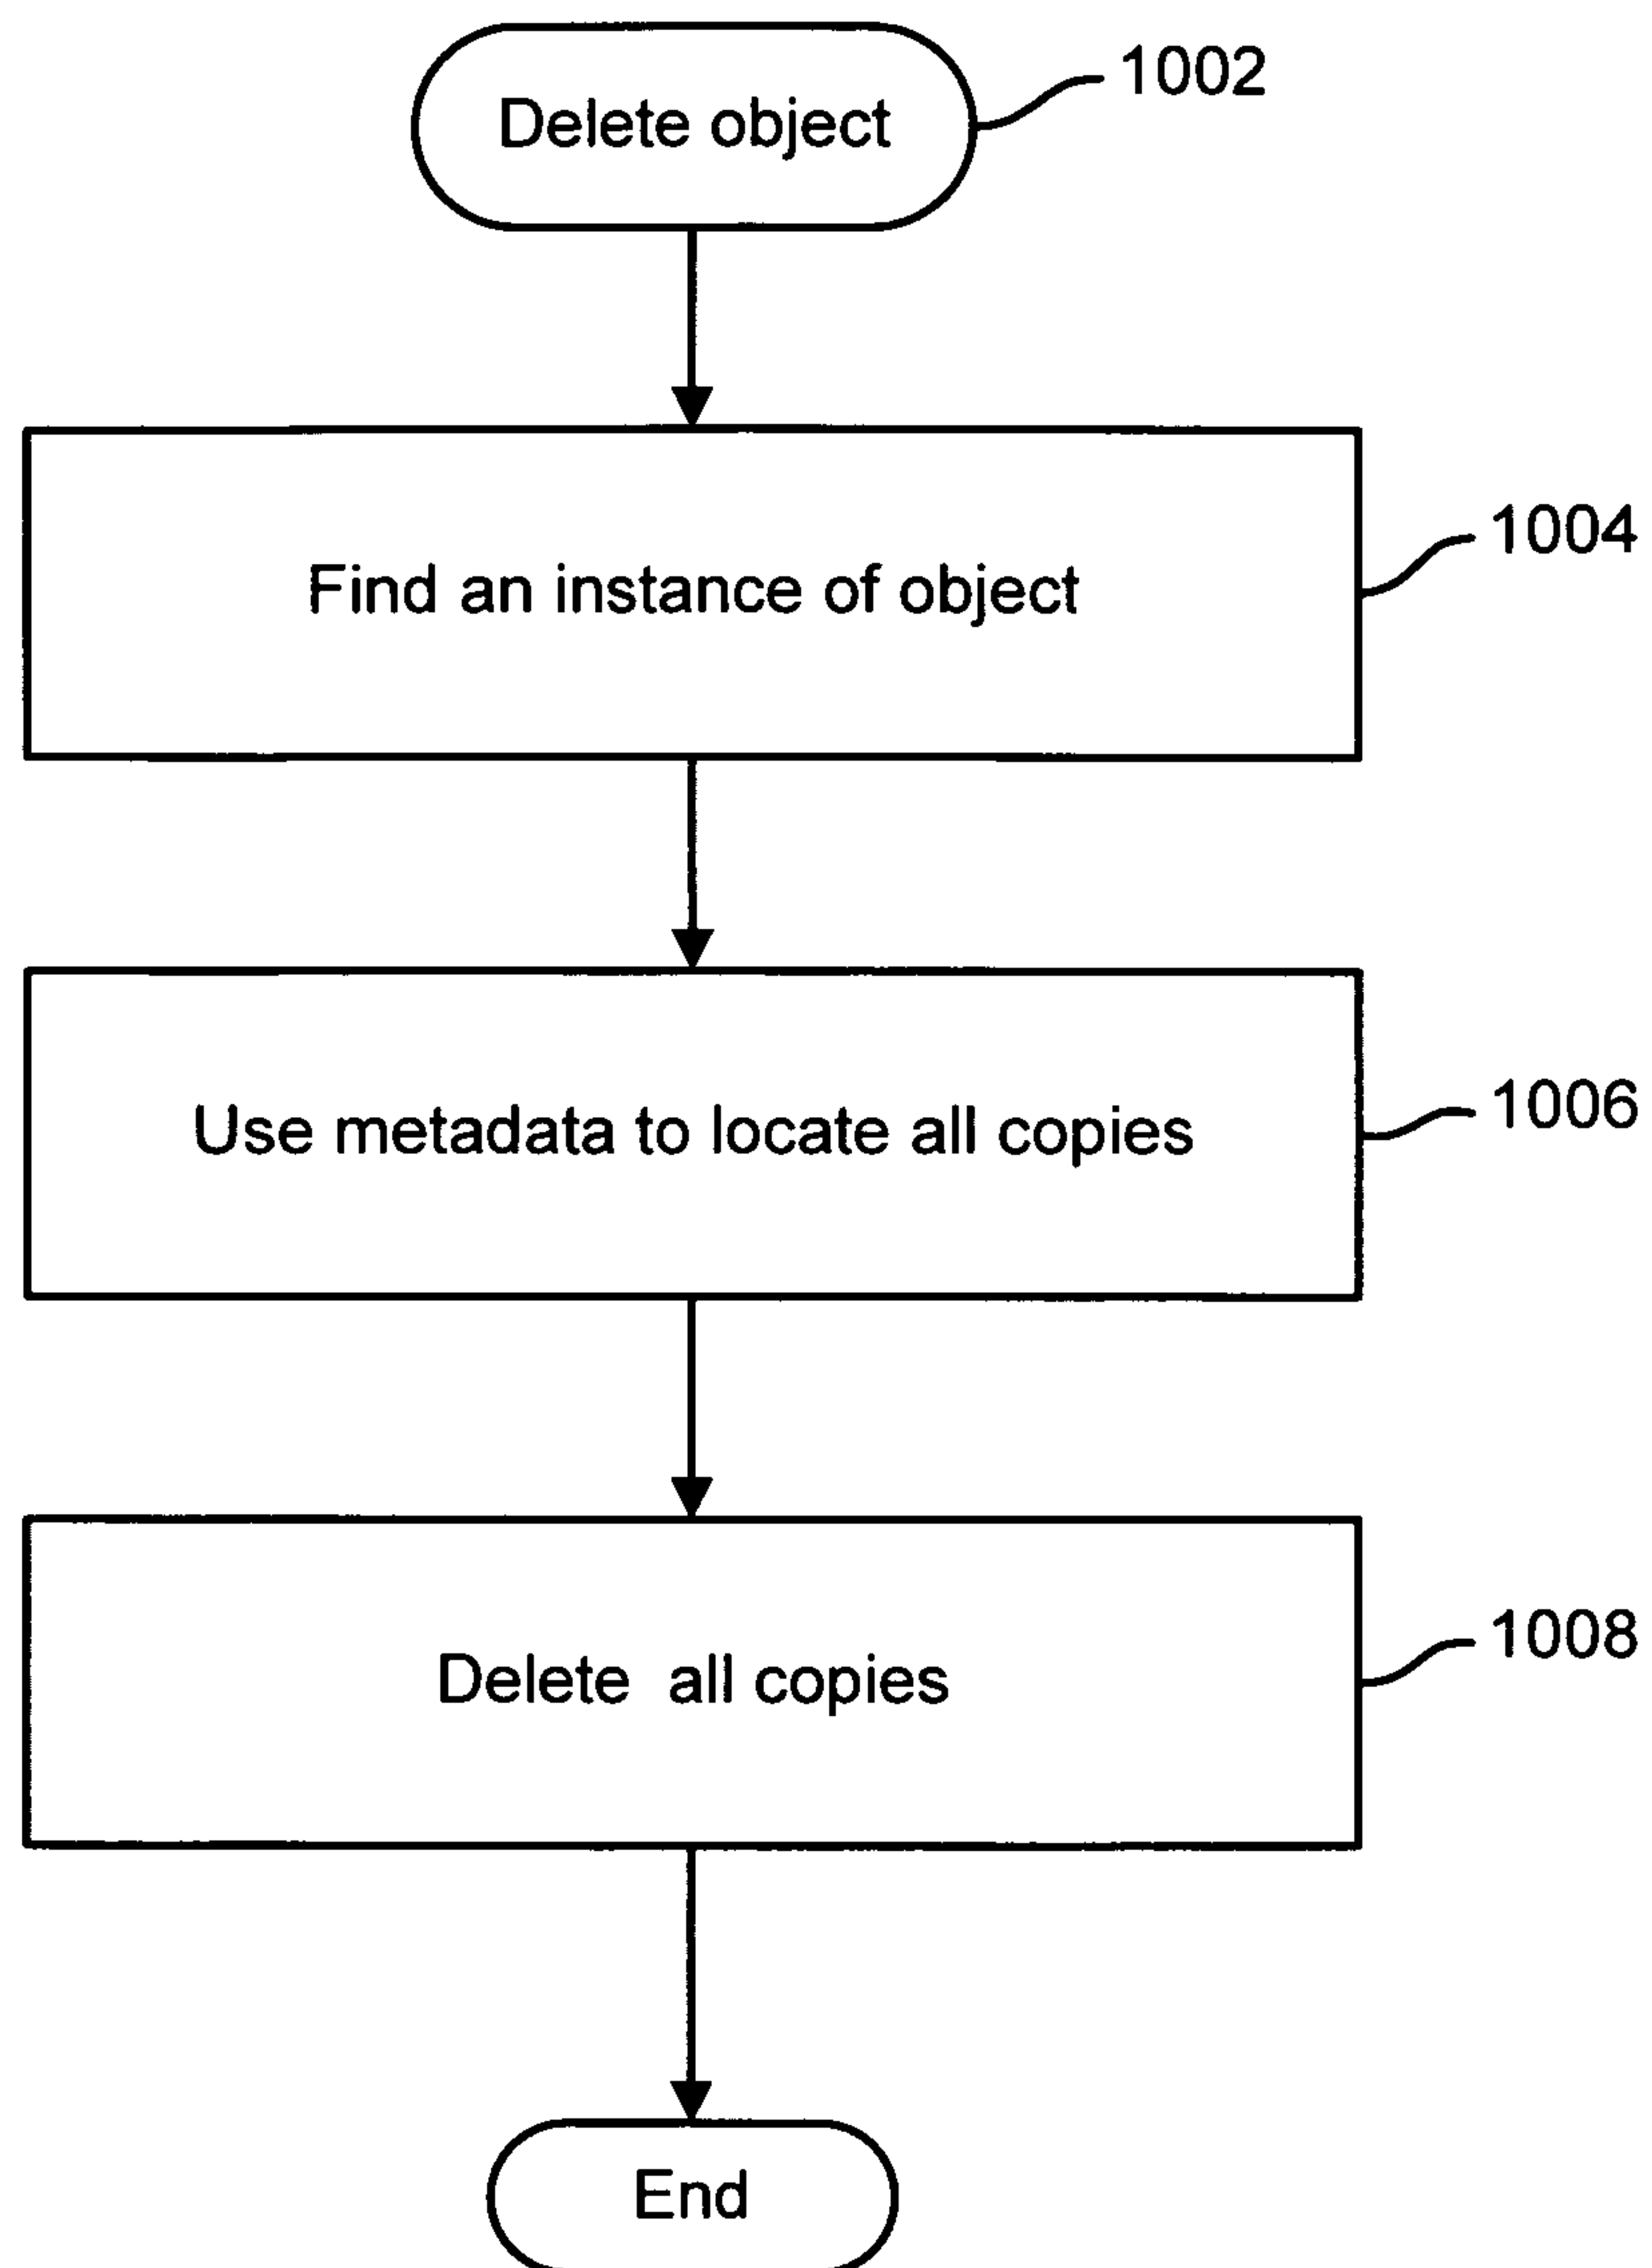 Delete object
1002
Find an instance of object
1004
Use metadata to locate all copies
1006
Delete all copies
1008
End